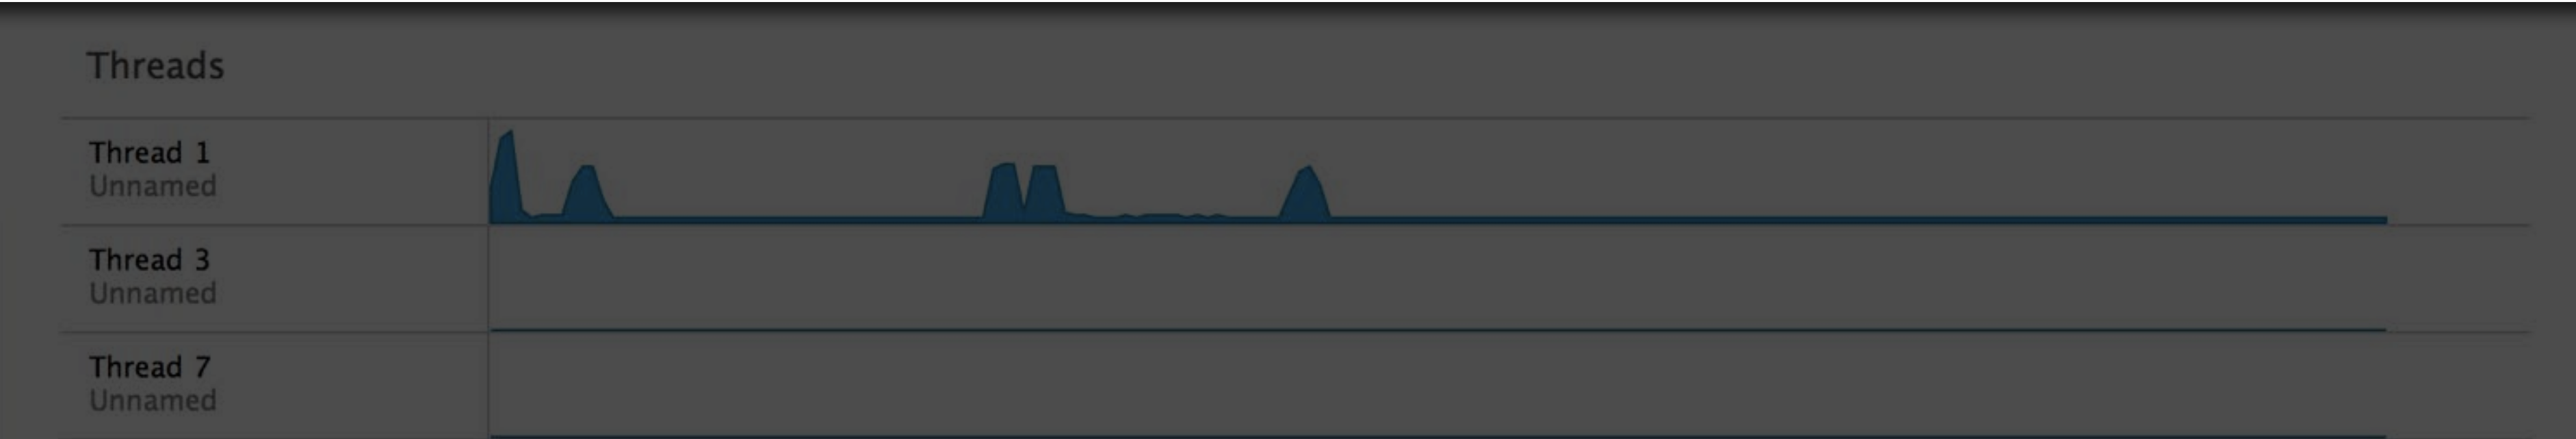 Threads
Thread 1
Unnamed
Thread 3
Unnamed
Thread 7
Unnamed